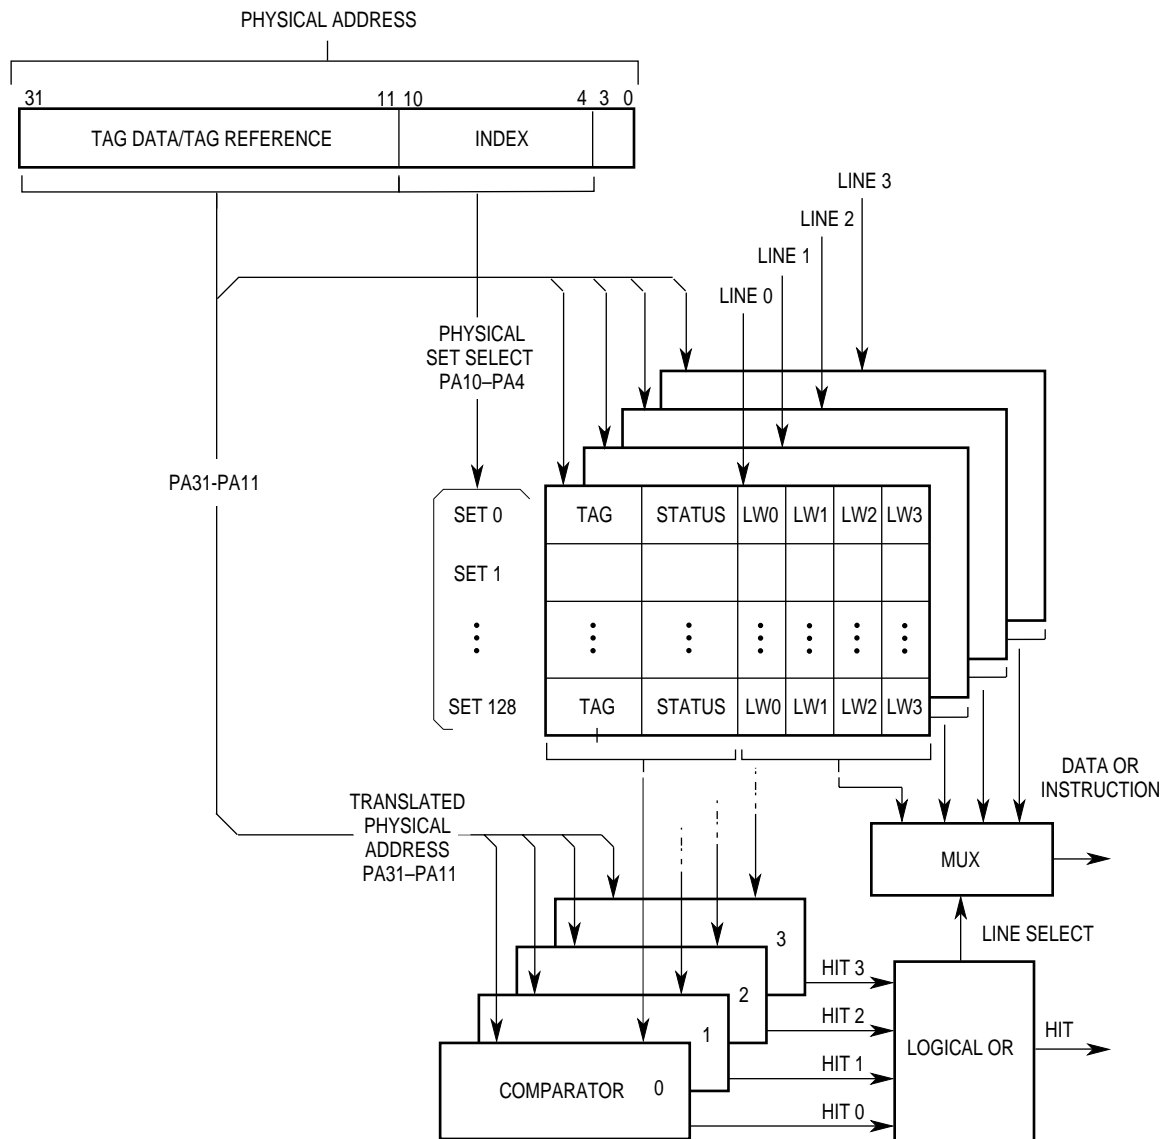 PHYSICAL ADDRESS
31 11 10 4 3 0
TAG DATA/TAG REFERENCE INDEX
LINE 3
LINE 2
LINE 1
LINE 0
PHYSICAL
SET SELECT
PA10–PA4
PA31-PA11
SET 0 TAG STATUS LW0 LW1 LW2 LW3
SET 1
SET 128 TAG STATUS LW0 LW1 LW2 LW3
DATA OR
INSTRUCTION
TRANSLATED
PHYSICAL
ADDRESS
PA31–PA11
MUX
LINE SELECT
3
2
1
COMPARATOR 0
HIT 3
HIT 2
HIT 1
HIT 0
LOGICAL OR
HIT